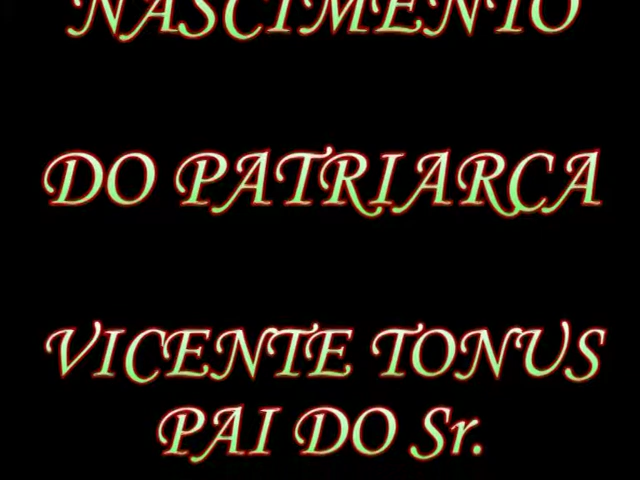 NASCIMENTO
DO PATRIARCA
VICENTE TONUS
PAI DO Sr.